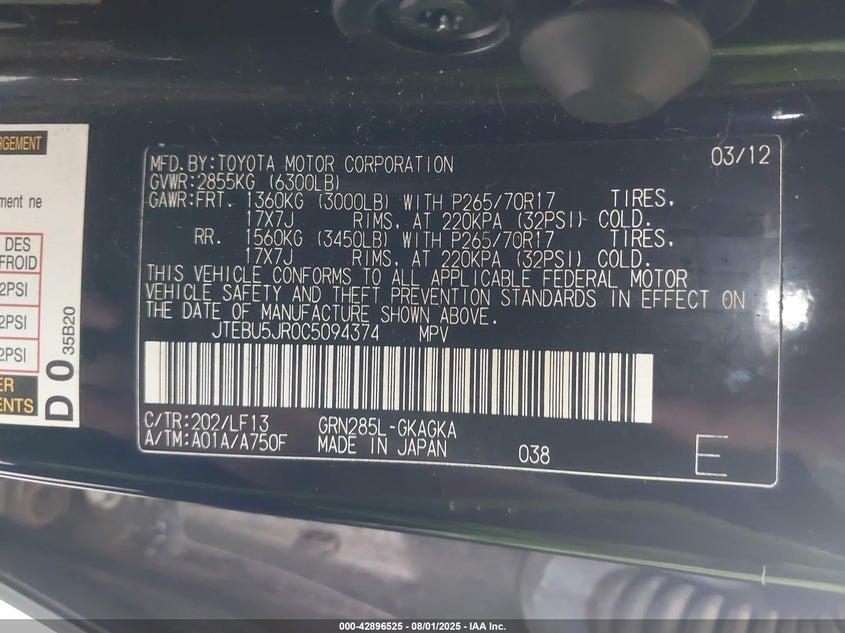 RGEMENT
ment ne
DES
FROID
2PSI
2PSI
2PSI
ER
ENTS
D 0 35B20
MFD.BY:TOYOTA MOTOR CORPORATION 03/12
GVWR:2855KG (6300LB)
GAWR:FRT. 1360KG (3000LB) WITH P265/70R17 TIRES,
17X7J RIMS, AT 220KPA (32PSI) COLD.
RR. 1560KG (3450LB) WITH P265/70R17 TIRES,
17X7J RIMS, AT 220KPA (32PSI) COLD.
THIS VEHICLE CONFORMS TO ALL APPLICABLE FEDERAL MOTOR
VEHICLE SAFETY AND THEFT PREVENTION STANDARDS IN EFFECT ON
THE DATE OF MANUFACTURE SHOWN ABOVE.
JTEBU5JR0C5094374 MPV
C/TR:202/LF13 GRN285L-GKAGKA
A/TM:A01A/A750F MADE IN JAPAN 038 E
000-42896525 - 08/01/2025 - IAA Inc.